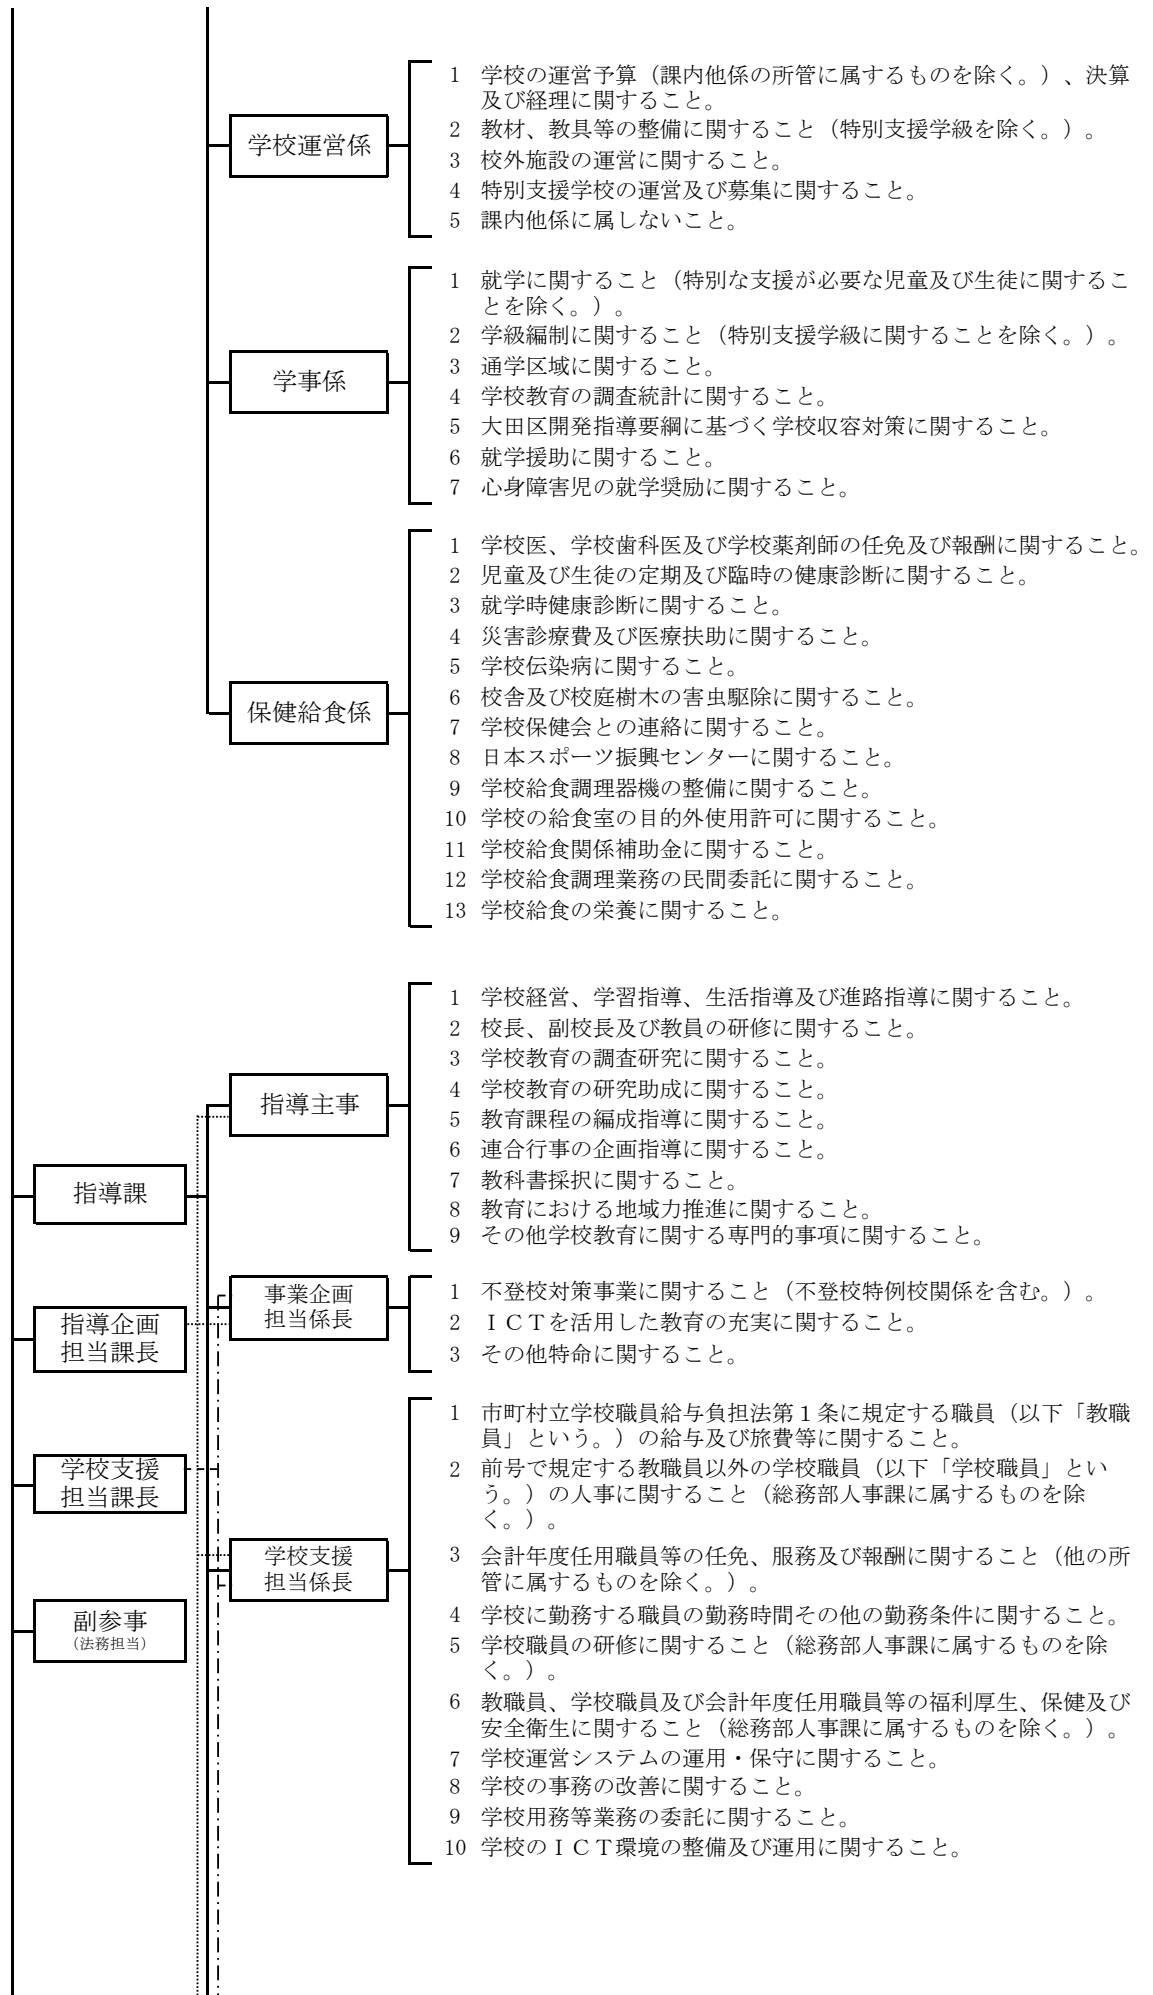 学校運営係
1 学校の運営予算（課内他係の所管に属するものを除く。）、決算
及び経理に関すること。
2 教材、教具等の整備に関すること（特別支援学級を除く。）。
3 校外施設の運営に関すること。
4 特別支援学校の運営及び募集に関すること。
5 課内他係に属しないこと。
学事係
1 就学に関すること（特別な支援が必要な児童及び生徒に関するこ
とを除く。）。
2 学級編制に関すること（特別支援学級に関することを除く。）。
3 通学区域に関すること。
4 学校教育の調査統計に関すること。
5 大田区開発指導要綱に基づく学校収容対策に関すること。
6 就学援助に関すること。
7 心身障害児の就学奨励に関すること。
保健給食係
1 学校医、学校歯科医及び学校薬剤師の任免及び報酬に関すること。
2 児童及び生徒の定期及び臨時の健康診断に関すること。
3 就学時健康診断に関すること。
4 災害診療費及び医療扶助に関すること。
5 学校伝染病に関すること。
6 校舎及び校庭樹木の害虫駆除に関すること。
7 学校保健会との連絡に関すること。
8 日本スポーツ振興センターに関すること。
9 学校給食調理器機の整備に関すること。
10 学校の給食室の目的外使用許可に関すること。
11 学校給食関係補助金に関すること。
12 学校給食調理業務の民間委託に関すること。
13 学校給食の栄養に関すること。
指導課
指導主事
1 学校経営、学習指導、生活指導及び進路指導に関すること。
2 校長、副校長及び教員の研修に関すること。
3 学校教育の調査研究に関すること。
4 学校教育の研究助成に関すること。
5 教育課程の編成指導に関すること。
6 連合行事の企画指導に関すること。
7 教科書採択に関すること。
8 教育における地域力推進に関すること。
9 その他学校教育に関する専門的事項に関すること。
指導企画
担当課長
事業企画
担当係長
1 不登校対策事業に関すること（不登校特例校関係を含む。）。
2 ＩＣＴを活用した教育の充実に関すること。
3 その他特命に関すること。
学校支援
担当課長
副参事
（法務担当）
学校支援
担当係長
1 市町村立学校職員給与負担法第１条に規定する職員（以下「教職
員」という。）の給与及び旅費等に関すること。
2 前号で規定する教職員以外の学校職員（以下「学校職員」とい
う。）の人事に関すること（総務部人事課に属するものを除
く。）。
3 会計年度任用職員等の任免、服務及び報酬に関すること（他の所
管に属するものを除く。）。
4 学校に勤務する職員の勤務時間その他の勤務条件に関すること。
5 学校職員の研修に関すること（総務部人事課に属するものを除
く。）。
6 教職員、学校職員及び会計年度任用職員等の福利厚生、保健及び
安全衛生に関すること（総務部人事課に属するものを除く。）。
7 学校運営システムの運用・保守に関すること。
8 学校の事務の改善に関すること。
9 学校用務等業務の委託に関すること。
10 学校のＩＣＴ環境の整備及び運用に関すること。